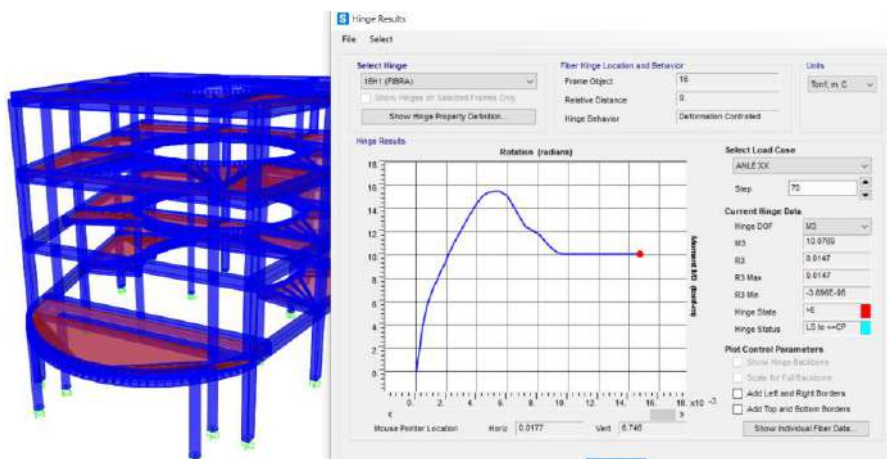 S Hinge Results
File Select
Select Hinge
16H1 (FIBRA)
Show Hinges on Selected Frames Only
Show Hinge Property Definition...
Fiber Hinge Location and Behavior
Frame Object 16
Relative Distance 0.
Hinge Behavior Deformation Controlled
Units
Tonf, m, C
Hinge Results
Rotation (radians)
18.
16.
14.
12.
10.
8.
6.
4.
2.
0.
0. 2. 4. 6. 8. 10. 12. 14. 16. 18. x10 -3.
Moment M3 (tonf-m)
< >
Mouse Pointer Location Horiz 0.0177 Vert 6.746
Select Load Case
ANLE XX
Step 70
Current Hinge Data
Hinge DOF M3
M3 10.0769
R3 0.0147
R3 Max 0.0147
R3 Min
Hinge State >E
Hinge Status LS to <=CP
Plot Control Parameters
Show Hinge Backbone
Scale for Full Backbone
Add Left and Right Borders
Add Top and Bottom Borders
Show Individual Fiber Data...